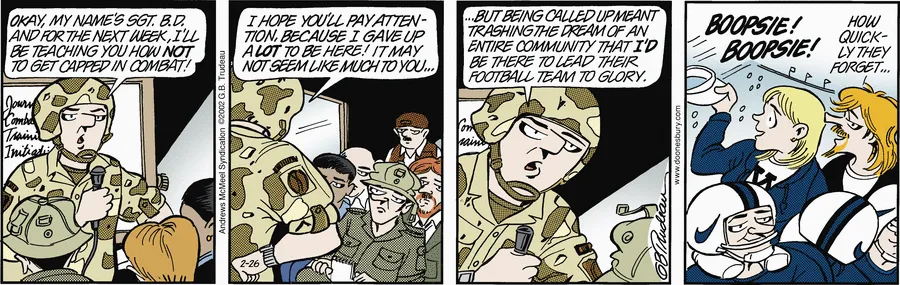 OKAY, MY NAME'S SGT. B.D.
AND FOR THE NEXT WEEK, I'LL
BE TEACHING YOU HOW NOT
TO GET CAPPED IN COMBAT!
Journ
Combat
Traini
Initiati
Andrews McMeel Syndication ©2002 G.B. Trudeau
I HOPE YOU'LL PAY ATTEN-
TION, BECAUSE I GAVE UP
A LOT TO BE HERE! IT MAY
NOT SEEM LIKE MUCH TO YOU...
2-26
...BUT BEING CALLED UP MEANT
TRASHING THE DREAM OF AN
ENTIRE COMMUNITY THAT I'D
BE THERE TO LEAD THEIR
FOOTBALL TEAM TO GLORY.
©GBTrudeau
www.doonesbury.com
BOOPSIE!
BOOPSIE!
HOW
QUICK-
LY THEY
FORGET...